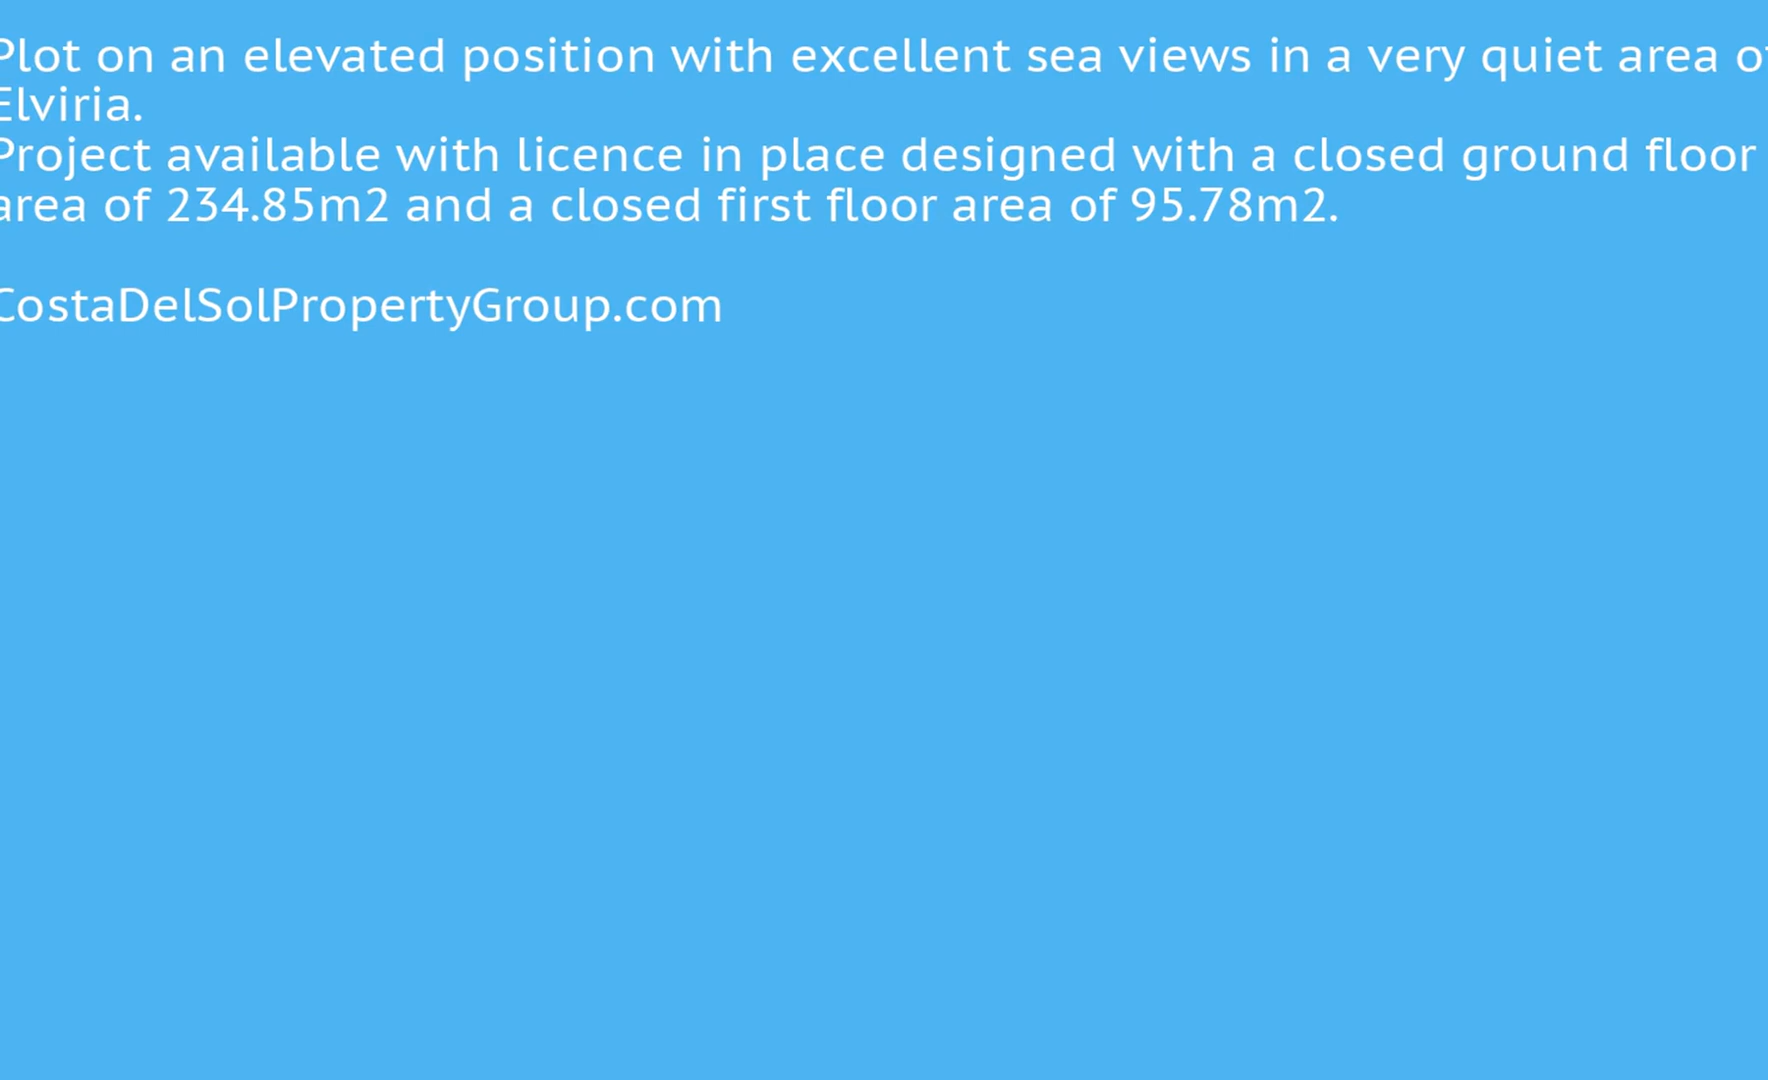 Plot on an elevated position with excellent sea views in a very quiet area of
Elviria.
Project available with licence in place designed with a closed ground floor
area of 234.85m2 and a closed first floor area of 95.78m2.
CostaDelSolPropertyGroup.com